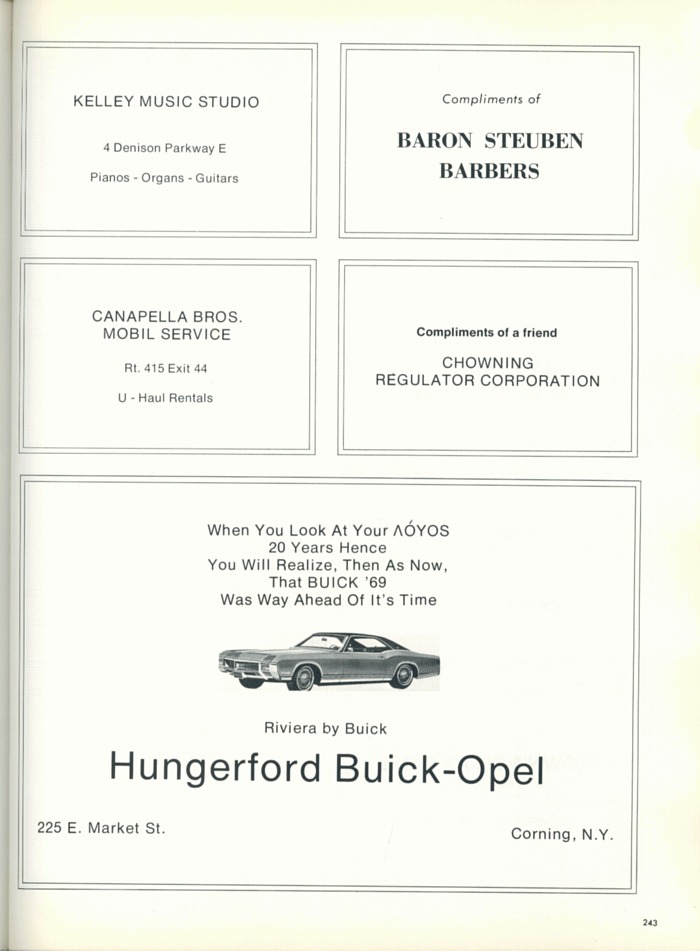 KELLEY MUSIC STUDIO
4 Denison Parkway E
Pianos - Organs - Guitars
Compliments of
BARON STEUBEN
BARBERS
CANAPELLA BROS.
MOBIL SERVICE
Rt. 415 Exit 44
U - Haul Rentals
Compliments of a friend
CHOWNING
REGULATOR CORPORATION
When You Look At Your ΛÓYOS
20 Years Hence
You Will Realize, Then As Now,
That BUICK '69
Was Way Ahead Of It's Time
Riviera by Buick
Hungerford Buick-Opel
225 E. Market St.
Corning, N.Y.
243